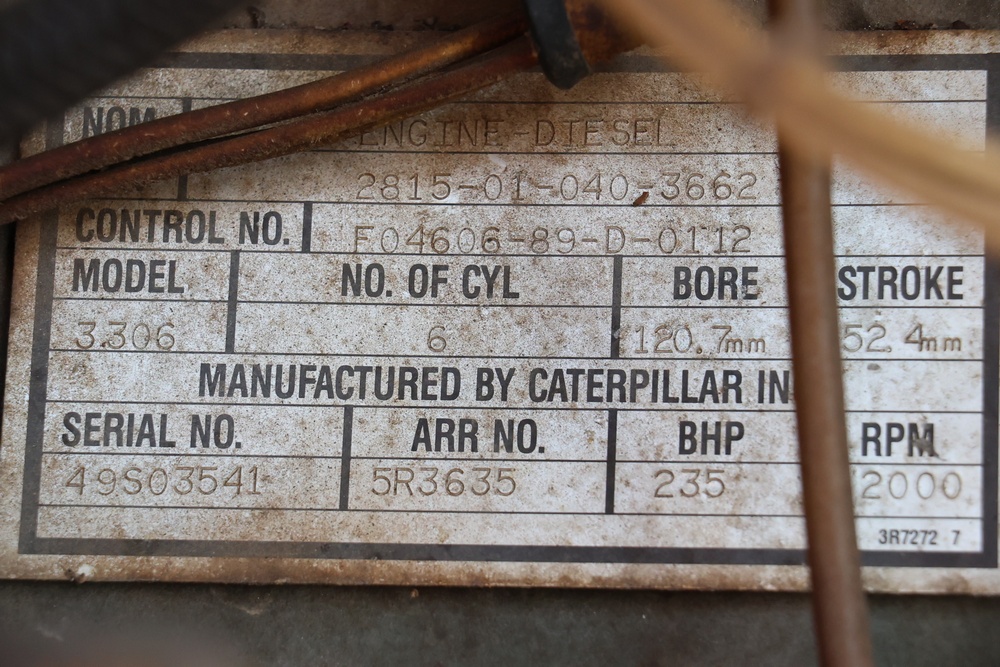 NOM ENGINE-DIESEL
2815-01-040-3662
CONTROL NO. F04606-89-D-0112
MODEL NO. OF CYL BORE STROKE
3306 6 120.7mm 52.4mm
MANUFACTURED BY CATERPILLAR IN
SERIAL NO. ARR NO. BHP RPM
49S03541 5R3635 235 2000
3R7272 7